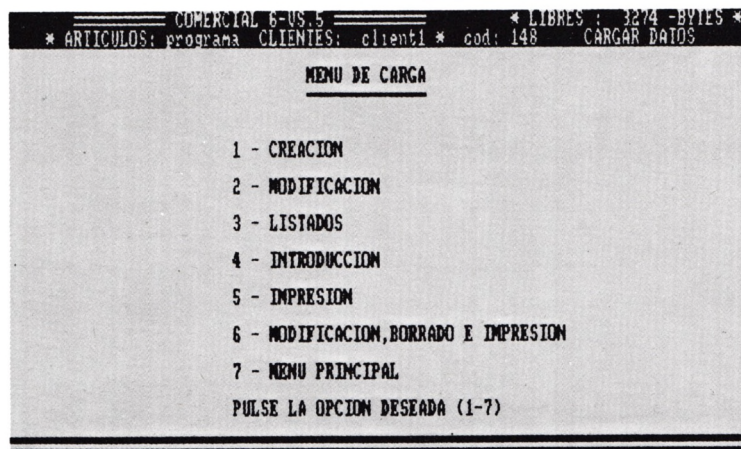 COMERCIAL 6-VS.5 * LIBRES : 3274 -BYTES *
* ARTICULOS: programa CLIENTES: client1 * cod: 148 CARGAR DATOS
MENU DE CARGA
1 - CREACION
2 - MODIFICACION
3 - LISTADOS
4 - INTRODUCCION
5 - IMPRESION
6 - MODIFICACION,BORRADO E IMPRESION
7 - MENU PRINCIPAL
PULSE LA OPCION DESEADA (1-7)